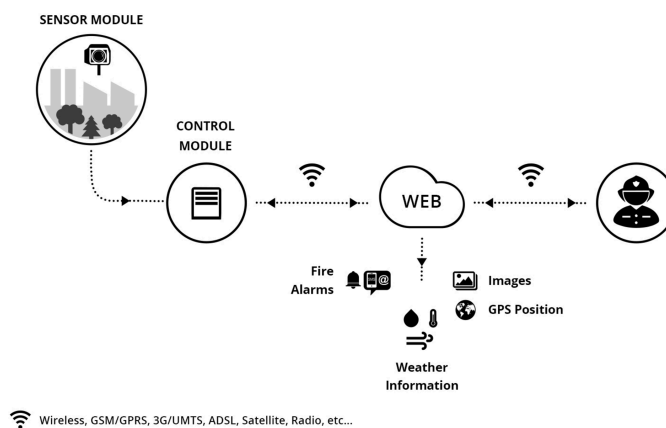 SENSOR MODULE
CONTROL
MODULE
WEB
Fire
Alarms
@
Images
GPS Position
Weather
Information
Wireless, GSM/GPRS, 3G/UMTS, ADSL, Satellite, Radio, etc...